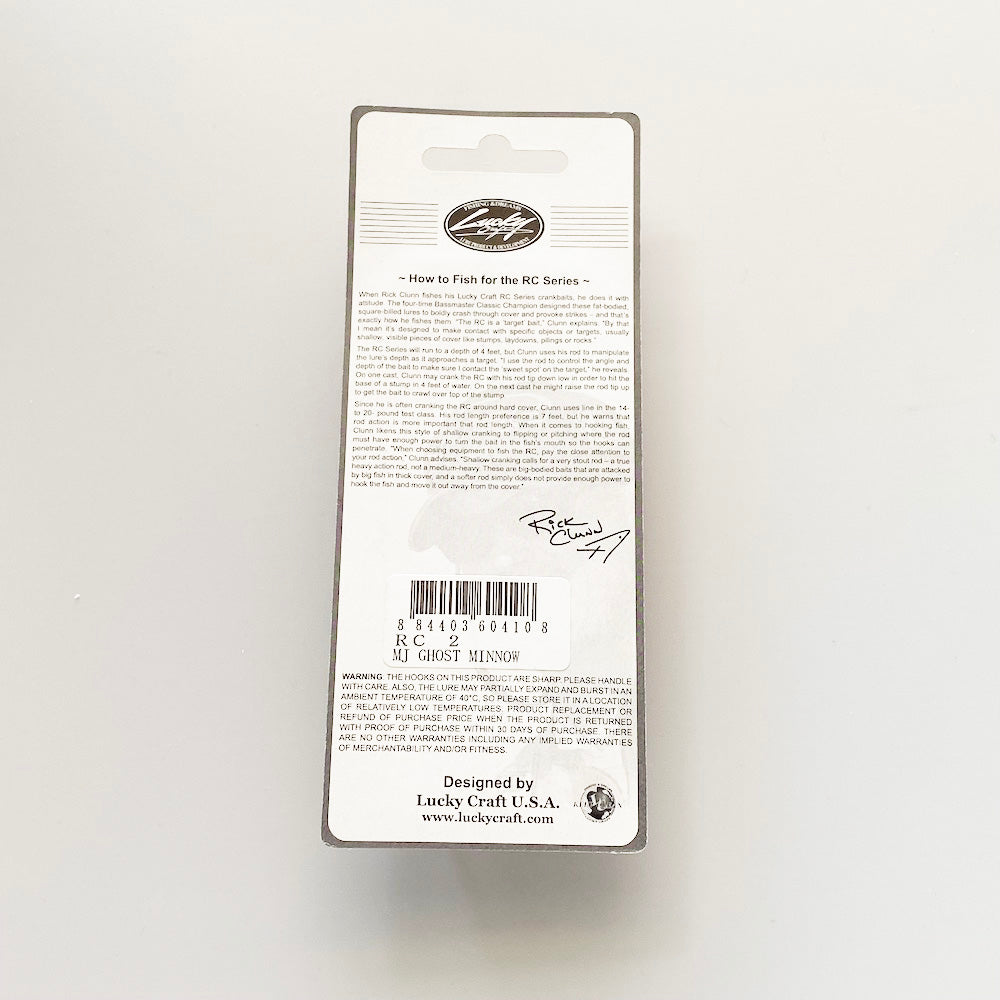 FISHING & DREAMS
Lucky
Craft
~ How to Fish for the RC Series ~
When Rick Clunn fishes his Lucky Craft RC Series crankbaits, he does it with
atstude. The four-time Bassmaster Classic Champion designed these fat-bodied,
square-billed lures to boldly crash through cover and provoke strikes – and that's
exactly how he fishes them. "The RC is a 'target' bait," Clunn explains. "By that
I mean it's designed to make contact with specific objects or targets, usually
shallow, visible pieces of cover like stumps, laydowns, pilings or rocks."
The RC Series will run to a depth of 4 feet, but Clunn uses his rod to manipulate
the lure's depth as it approaches a target. "I use the rod to control the angle and
depth of the bait to make sure I contact the 'sweet spot' on the target," he reveals.
On one cast, Clunn may crank the RC with his rod tip down low in order to hit the
base of a stump in 4 feet of water. On the next cast he might raise the rod tip up
to get the bait to crawl over top of the stump.
Since he is often cranking the RC around hard cover, Clunn uses line in the 14-
to 20- pound test class. His rod length preference is 7 feet, but he warns that
rod action is more important that rod length. When it comes to hooking fish,
Clunn likens this style of shallow cranking to flipping or pitching where the rod
must have enough power to turn the bait in the fish's mouth so the hooks can
penetrate. "When choosing equipment to fish the RC, pay the close attention to
your rod action," Clunn advises. "Shallow cranking calls for a very stout rod – a true
heavy action rod, not a medium-heavy. These are big-bodied baits that are attacked
by big fish in thick cover, and a softer rod simply does not provide enough power to
hook the fish and move it out away from the cover."
Rick
Clunn
8 84403 60410 8
RC 2
MJ GHOST MINNOW
WARNING: THE HOOKS ON THIS PRODUCT ARE SHARP. PLEASE HANDLE
WITH CARE. ALSO, THE LURE MAY PARTIALLY EXPAND AND BURST IN AN
AMBIENT TEMPERATURE OF 40°C, SO PLEASE STORE IT IN A LOCATION
OF RELATIVELY LOW TEMPERATURES. PRODUCT REPLACEMENT OR
REFUND OF PURCHASE PRICE WHEN THE PRODUCT IS RETURNED
WITH PROOF OF PURCHASE WITHIN 30 DAYS OF PURCHASE. THERE
ARE NO OTHER WARRANTIES INCLUDING ANY IMPLIED WARRANTIES
OF MERCHANTABILITY AND/OR FITNESS.
Designed by
Lucky Craft U.S.A.
www.luckycraft.com